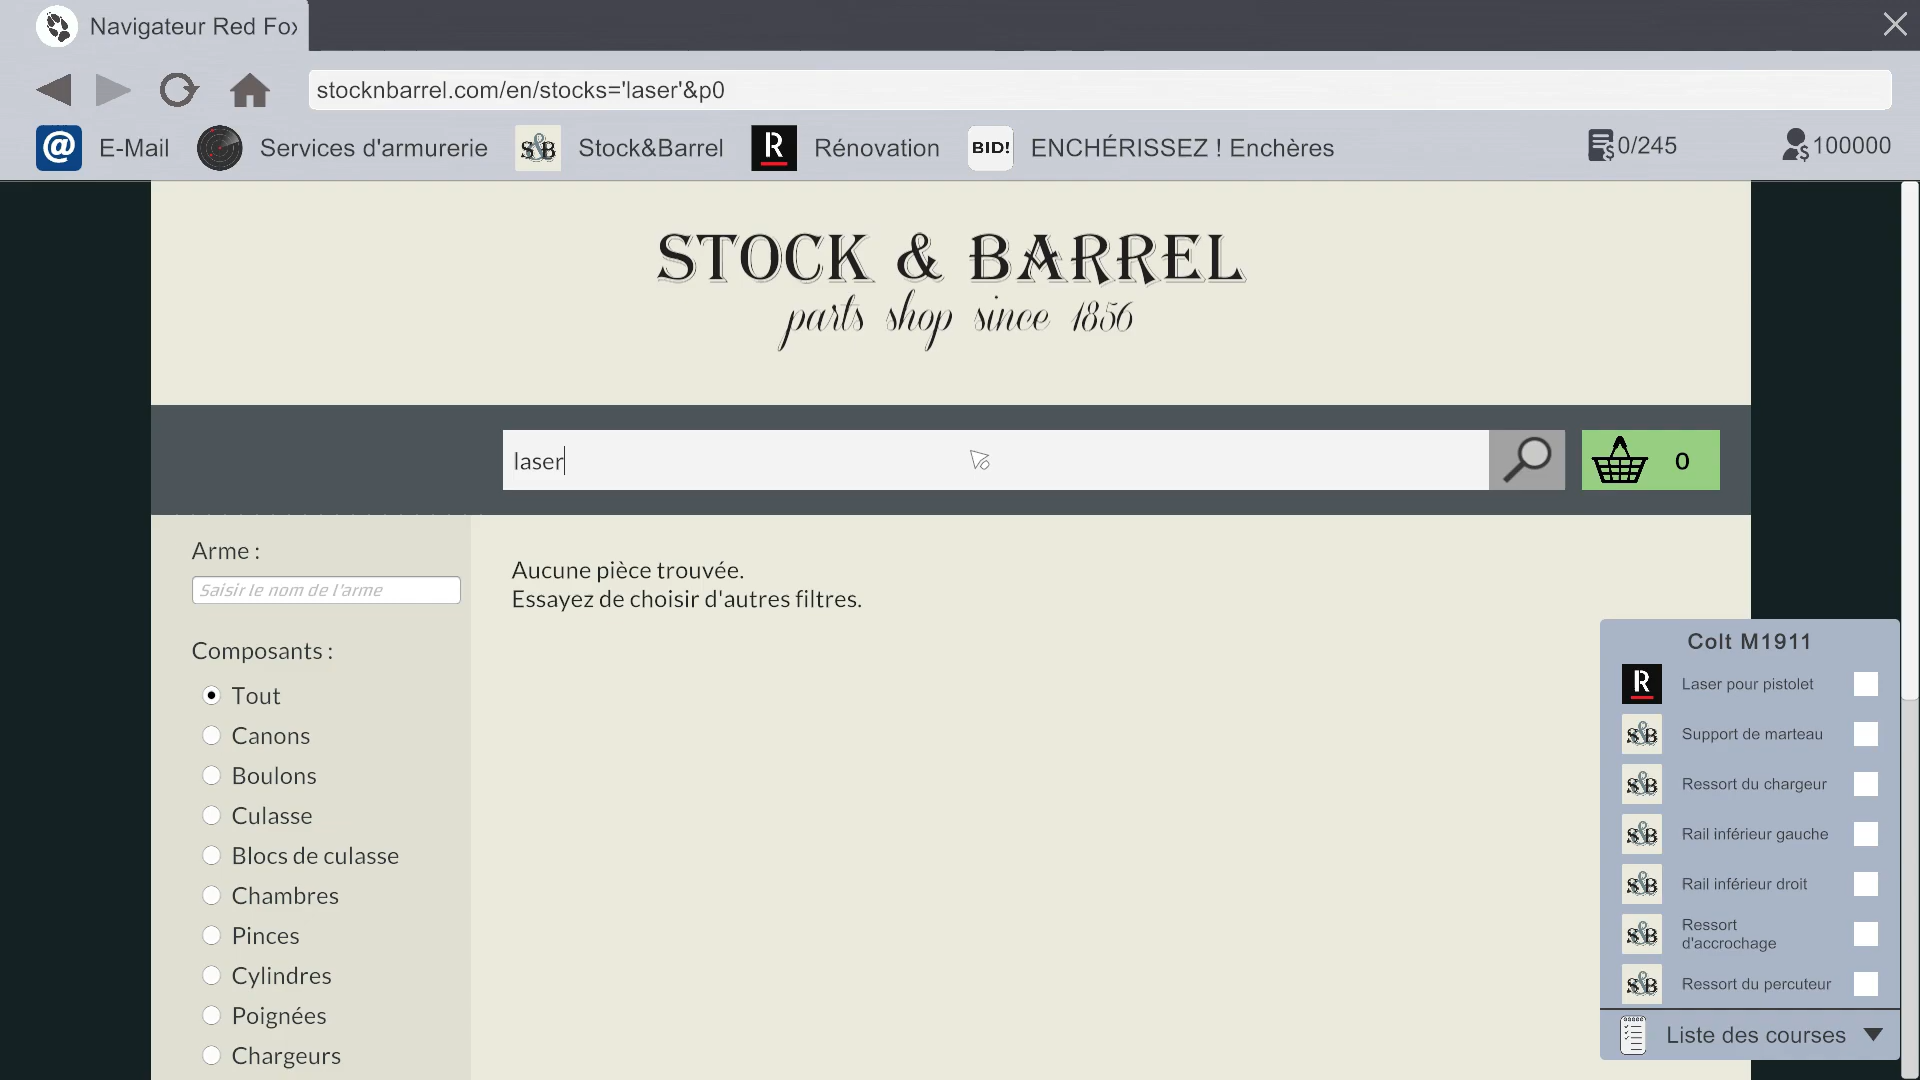 Navigateur Red Fox
stocknbarrel.com/en/stocks='laser'&p0
@ E-Mail Services d'armurerie S&B Stock&Barrel R Rénovation BID! ENCHÉRISSEZ ! Enchères 0/245 100000
STOCK & BARREL
parts shop since 1856
laser 0
Arme :
Saisir le nom de l'arme
Composants :
Tout
Canons
Boulons
Culasse
Blocs de culasse
Chambres
Pinces
Cylindres
Poignées
Chargeurs
Aucune pièce trouvée.
Essayez de choisir d'autres filtres.
Colt M1911
R Laser pour pistolet
S&B Support de marteau
S&B Ressort du chargeur
S&B Rail inférieur gauche
S&B Rail inférieur droit
S&B Ressort
d'accrochage
S&B Ressort du percuteur
Liste des courses